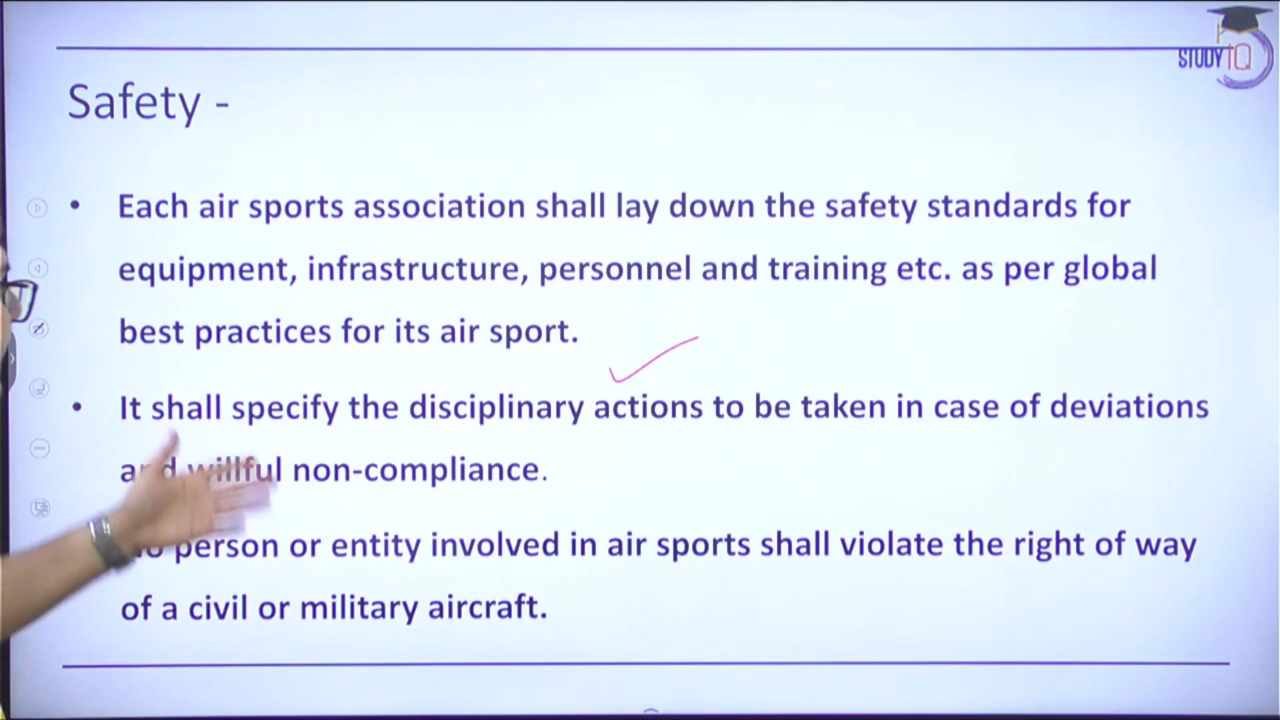 STUDY IQ
Safety -
• Each air sports association shall lay down the safety standards for
equipment, infrastructure, personnel and training etc. as per global
best practices for its air sport.
• It shall specify the disciplinary actions to be taken in case of deviations
and willful non-compliance.
person or entity involved in air sports shall violate the right of way
of a civil or military aircraft.